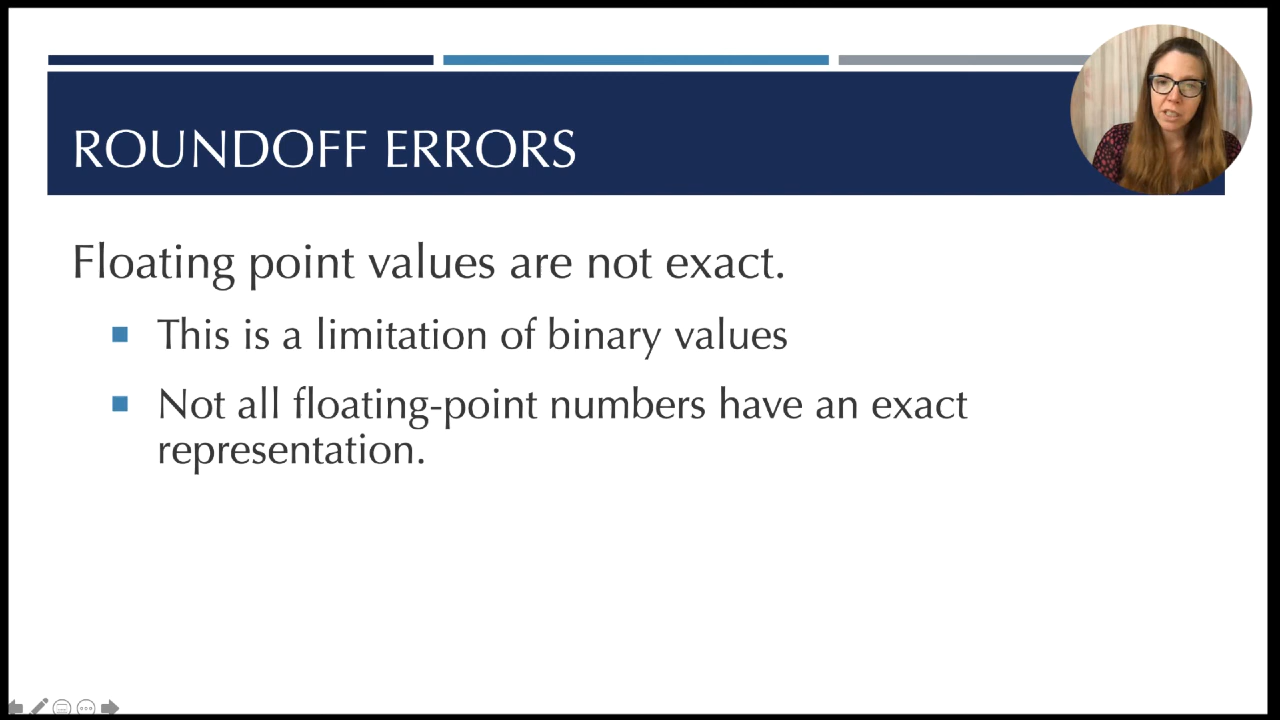 ROUNDOFF ERRORS
Floating point values are not exact.
This is a limitation of binary values
Not all floating-point numbers have an exact
representation.